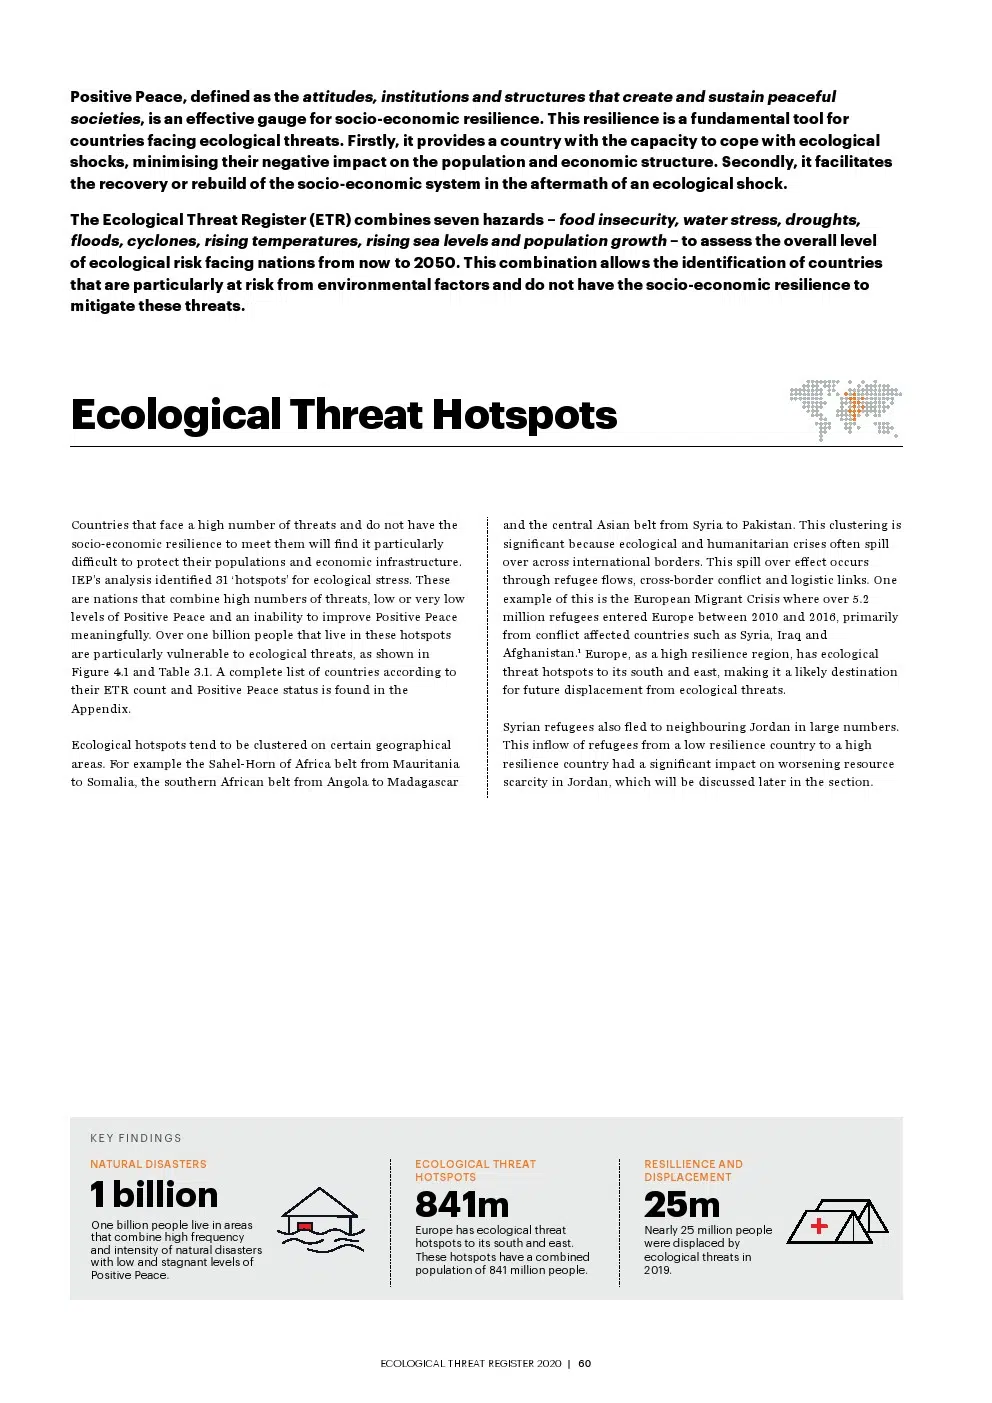 Positive Peace, defined as the attitudes, institutions and structures that create and sustain peaceful
societies, is an effective gauge for socio-economic resilience. This resilience is a fundamental tool for
countries facing ecological threats. Firstly, it provides a country with the capacity to cope with ecological
shocks, minimising their negative impact on the population and economic structure. Secondly, it facilitates
the recovery or rebuild of the socio-economic system in the aftermath of an ecological shock.
The Ecological Threat Register (ETR) combines seven hazards – food insecurity, water stress, droughts,
floods, cyclones, rising temperatures, rising sea levels and population growth – to assess the overall level
of ecological risk facing nations from now to 2050. This combination allows the identification of countries
that are particularly at risk from environmental factors and do not have the socio-economic resilience to
mitigate these threats.
Ecological Threat Hotspots
Countries that face a high number of threats and do not have the
socio-economic resilience to meet them will find it particularly
difficult to protect their populations and economic infrastructure.
IEP's analysis identified 31 'hotspots' for ecological stress. These
are nations that combine high numbers of threats, low or very low
levels of Positive Peace and an inability to improve Positive Peace
meaningfully. Over one billion people that live in these hotspots
are particularly vulnerable to ecological threats, as shown in
Figure 4.1 and Table 3.1. A complete list of countries according to
their ETR count and Positive Peace status is found in the
Appendix.
Ecological hotspots tend to be clustered on certain geographical
areas. For example the Sahel-Horn of Africa belt from Mauritania
to Somalia, the southern African belt from Angola to Madagascar
and the central Asian belt from Syria to Pakistan. This clustering is
significant because ecological and humanitarian crises often spill
over across international borders. This spill over effect occurs
through refugee flows, cross-border conflict and logistic links. One
example of this is the European Migrant Crisis where over 5.2
million refugees entered Europe between 2010 and 2016, primarily
from conflict affected countries such as Syria, Iraq and
Afghanistan.¹ Europe, as a high resilience region, has ecological
threat hotspots to its south and east, making it a likely destination
for future displacement from ecological threats.
Syrian refugees also fled to neighbouring Jordan in large numbers.
This inflow of refugees from a low resilience country to a high
resilience country had a significant impact on worsening resource
scarcity in Jordan, which will be discussed later in the section.
KEY FINDINGS
NATURAL DISASTERS
1 billion
One billion people live in areas
that combine high frequency
and intensity of natural disasters
with low and stagnant levels of
Positive Peace.
ECOLOGICAL THREAT
HOTSPOTS
841m
Europe has ecological threat
hotspots to its south and east.
These hotspots have a combined
population of 841 million people.
RESILLIENCE AND
DISPLACEMENT
25m
Nearly 25 million people
were displaced by
ecological threats in
2019.
ECOLOGICAL THREAT REGISTER 2020 | 60